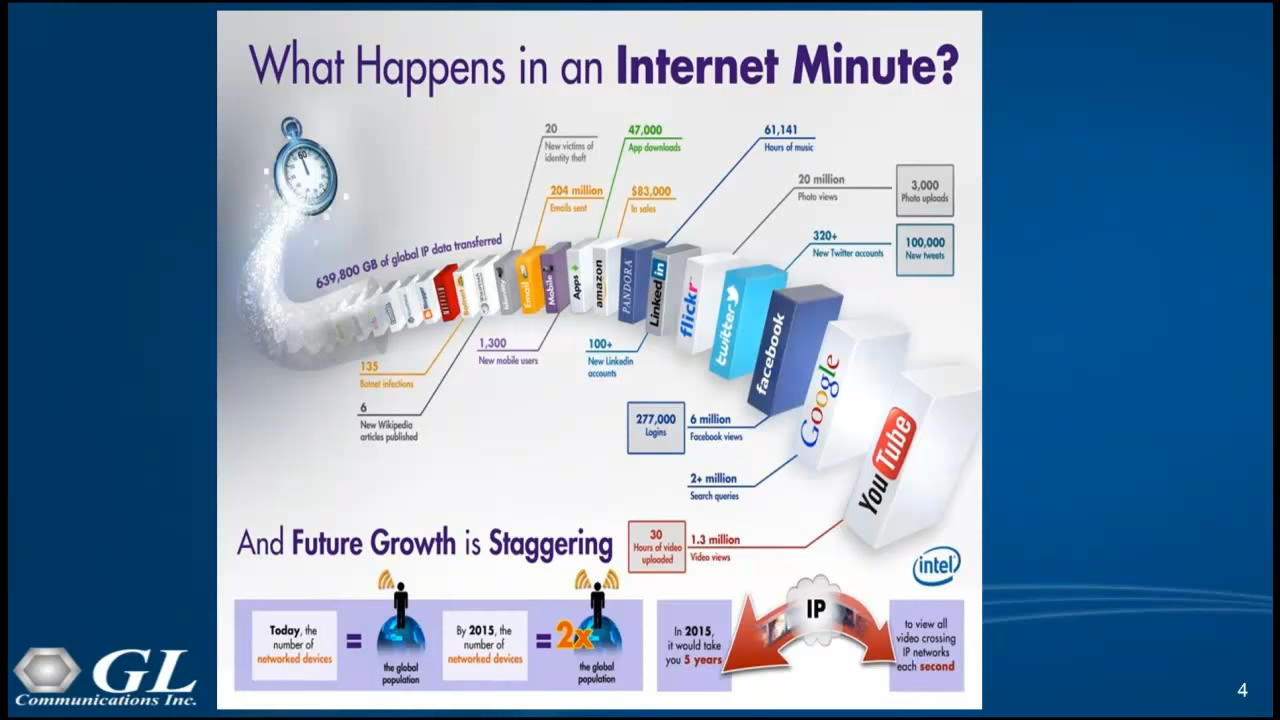 What Happens in an Internet Minute?
60
20
New victims of
identity theft
47,000
App downloads
61,141
Hours of music
204 million
Emails sent
$83,000
In sales
20 million
Photo views
3,000
Photo uploads
320+
New Twitter accounts
100,000
New tweets
639,800 GB of global IP data transferred
NETFLIX
Botnet
Email
Mobile
Apps
amazon
PANDORA
Linked in
flickr
twitter
facebook
Google
YouTube
135
Botnet infections
6
New Wikipedia
articles published
1,300
New mobile users
100+
New Linkedin
accounts
277,000
Logins
6 million
Facebook views
2+ million
Search queries
30
Hours of video
uploaded
1.3 million
Video views
And Future Growth is Staggering
intel
Today, the
number of
networked devices
=
the global
population
By 2015, the
number of
networked devices
=
2x
the global
population
In 2015,
it would take
you 5 years
IP
to view all
video crossing
IP networks
each second
GL
Communications Inc.
4